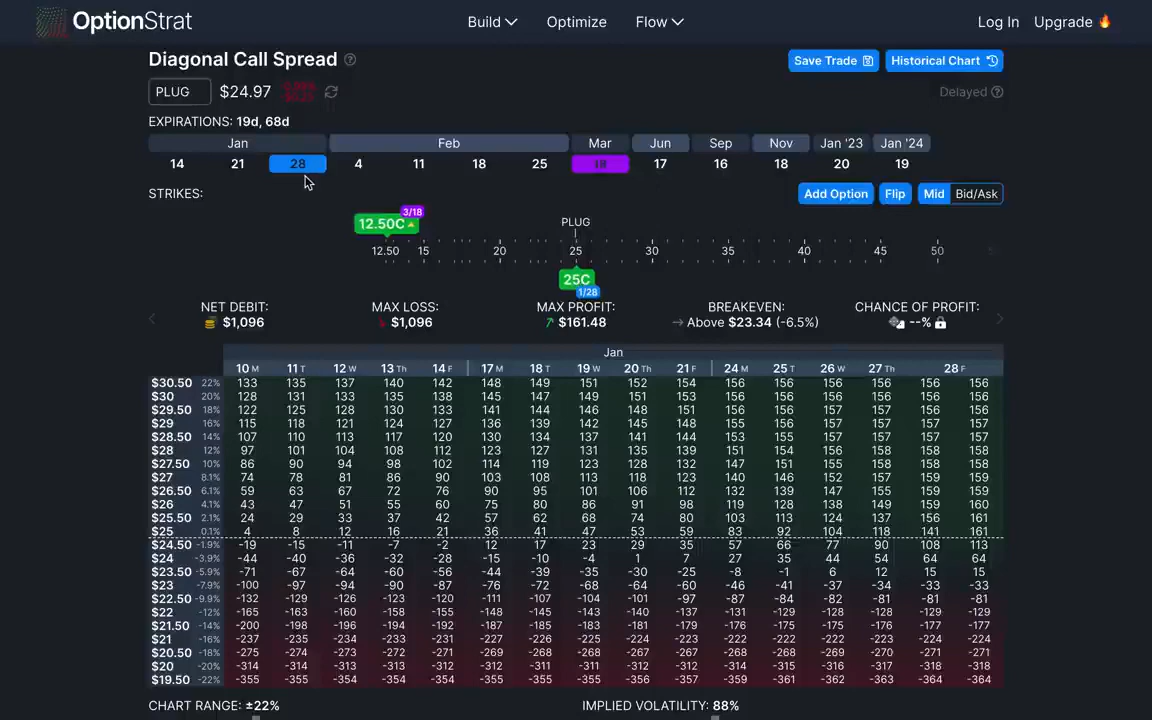 OptionStrat Build Optimize Flow Log In Upgrade
Diagonal Call Spread Save Trade Historical Chart
PLUG $24.97 Delayed
EXPIRATIONS: 19d, 68d
Jan Feb Mar Jun Sep Nov Jan '23 Jan '24
14 21 28 4 11 18 25 18 17 16 18 20 19
STRIKES: Add Option Flip Mid Bid/Ask
3/18
12.50C PLUG
12.50 15 20 25 30 35 40 45 50
25C
1/28
NET DEBIT: MAX LOSS: MAX PROFIT: BREAKEVEN: CHANCE OF PROFIT:
$1,096 $1,096 $161.48 Above $23.34 (-6.5%) --%
Jan
10 M 11 T 12 W 13 Th 14 F 17 M 18 T 19 W 20 Th 21 F 24 M 25 T 26 W 27 Th 28 F
$30.50 22% 133 135 137 140 142 148 149 151 152 154 156 156 156 156 156 156
$30 20% 128 131 133 135 138 145 147 149 151 153 156 156 156 156 156 156
$29.50 18% 122 125 128 130 133 141 144 146 148 151 156 156 157 157 157 157
$29 16% 115 118 121 124 127 136 139 142 145 148 155 156 157 157 157 157
$28.50 14% 107 110 113 117 120 130 134 137 141 144 153 155 157 157 157 157
$28 12% 97 101 104 108 112 123 127 131 135 139 151 154 156 158 158 158
$27.50 10% 86 90 94 98 102 114 119 123 128 132 147 151 155 158 158 158
$27 8.1% 74 78 81 86 90 103 108 113 118 123 140 146 152 157 159 159
$26.50 6.1% 59 63 67 72 76 90 95 101 106 112 132 139 147 155 159 159
$26 4.1% 43 47 51 55 60 75 80 86 91 98 119 128 138 149 159 160
$25.50 2.1% 24 29 33 37 42 57 62 68 74 80 103 113 124 137 156 161
$25 0.1% 4 8 12 16 21 36 41 47 53 59 83 92 104 118 141 161
$24.50 -1.9% -19 -15 -11 -7 -2 12 17 23 29 35 57 66 77 90 108 113
$24 -3.9% -44 -40 -36 -32 -28 -15 -10 -4 1 7 27 35 44 54 64 64
$23.50 -5.9% -71 -67 -64 -60 -56 -44 -39 -35 -30 -25 -8 -1 6 12 15 15
$23 -7.9% -100 -97 -94 -90 -87 -76 -72 -68 -64 -60 -46 -41 -37 -34 -33 -33
$22.50 -9.9% -132 -129 -126 -123 -120 -111 -107 -104 -101 -97 -87 -84 -82 -81 -81 -81
$22 -12% -165 -163 -160 -158 -155 -148 -145 -143 -140 -137 -131 -129 -128 -128 -129 -129
$21.50 -14% -200 -198 -196 -194 -192 -187 -185 -183 -181 -179 -176 -175 -175 -176 -177 -177
$21 -16% -237 -235 -234 -233 -231 -227 -226 -225 -224 -223 -222 -222 -222 -223 -224 -224
$20.50 -18% -275 -274 -273 -272 -271 -269 -268 -268 -267 -267 -268 -268 -269 -270 -271 -271
$20 -20% -314 -314 -313 -313 -312 -312 -311 -311 -312 -312 -314 -315 -316 -317 -318 -318
$19.50 -22% -355 -355 -354 -354 -354 -355 -355 -355 -356 -357 -359 -361 -362 -363 -364 -364
CHART RANGE: ±22% IMPLIED VOLATILITY: 88%